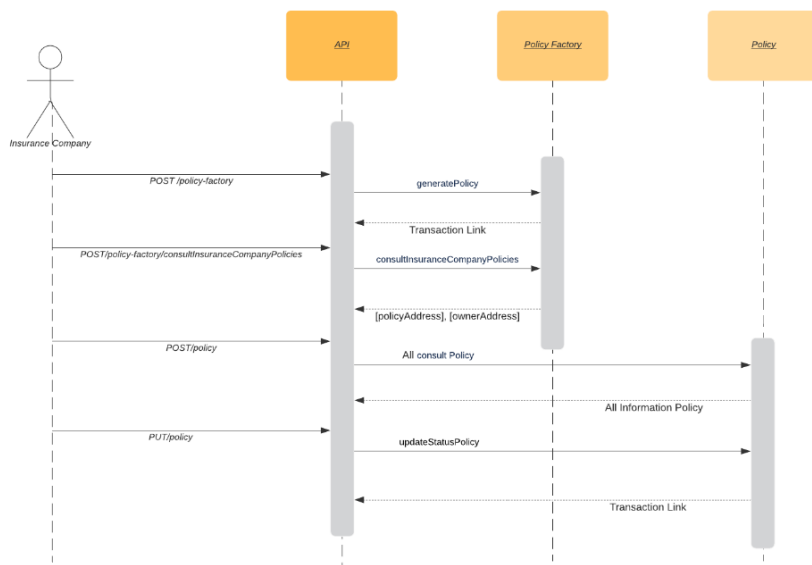 API
Policy Factory
Policy
Insurance Company
POST /policy-factory
generatePolicy
Transaction Link
POST/policy-factory/consultInsuranceCompanyPolicies
consultInsuranceCompanyPolicies
[policyAddress], [ownerAddress]
POST/policy
All consult Policy
All Information Policy
PUT/policy
updateStatusPolicy
Transaction Link